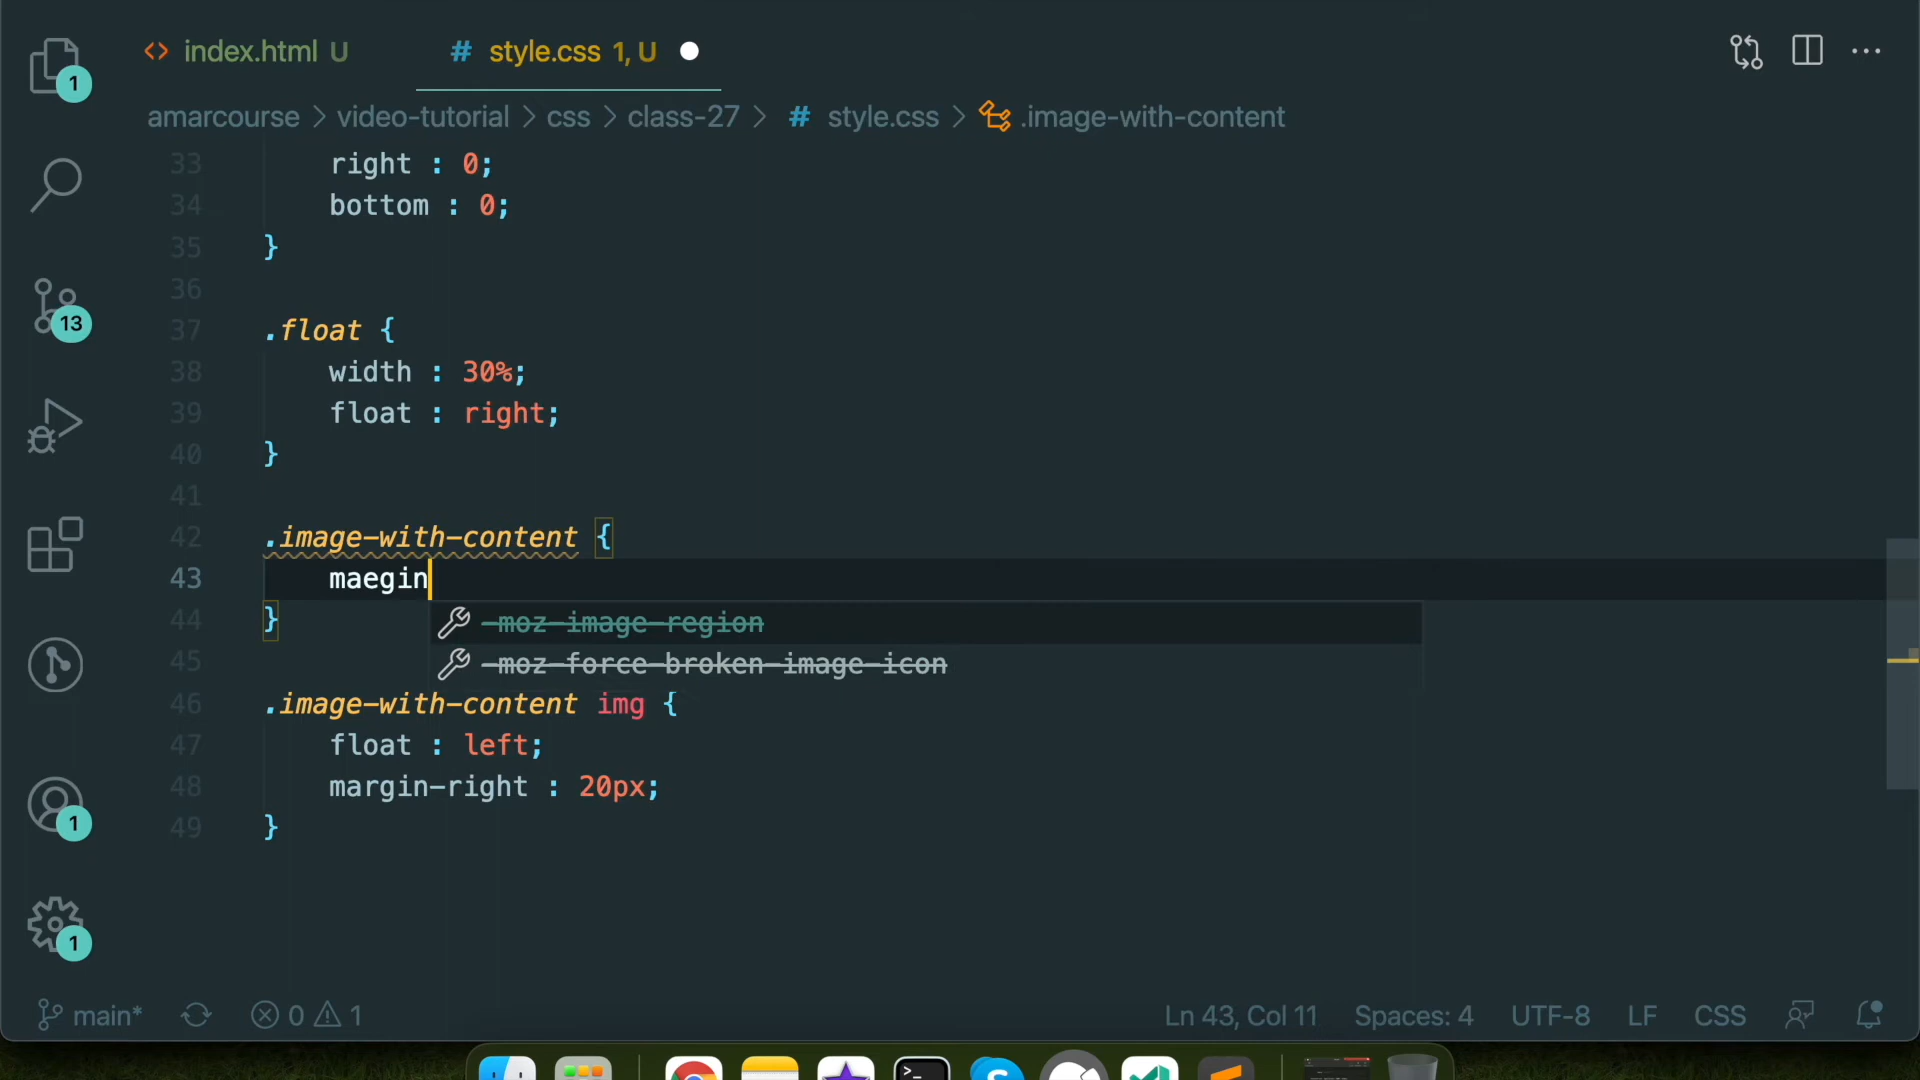 index.html U
# style.css 1, U
amarcourse > video-tutorial > css > class-27 > # style.css > .image-with-content
33 right : 0;
34 bottom : 0;
35 }
36
37 .float {
38 width : 30%;
39 float : right;
40 }
41
42 .image-with-content {
43 maegin
44 }
-moz-image-region
45
-moz-force-broken-image-icon
46 .image-with-content img {
47 float : left;
48 margin-right : 20px;
49 }
1
13
1
1
main* 0 1
Ln 43, Col 11 Spaces: 4 UTF-8 LF CSS